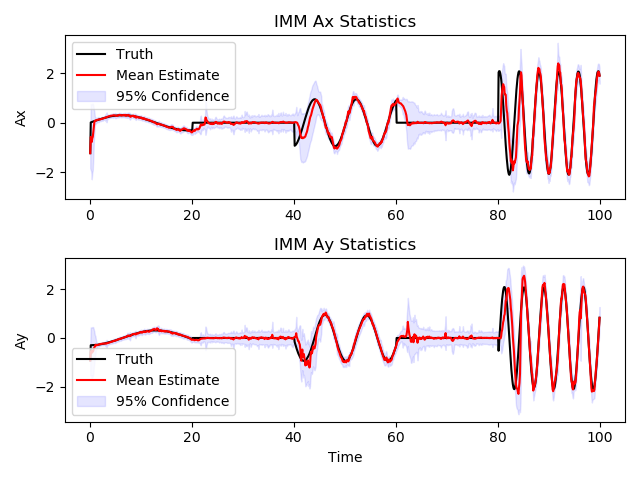 IMM Ax Statistics
Truth
Mean Estimate
95% Confidence
Ax
2
0
−2
0 20 40 60 80 100
IMM Ay Statistics
Truth
Mean Estimate
95% Confidence
Ay
2
0
−2
0 20 40 60 80 100
Time